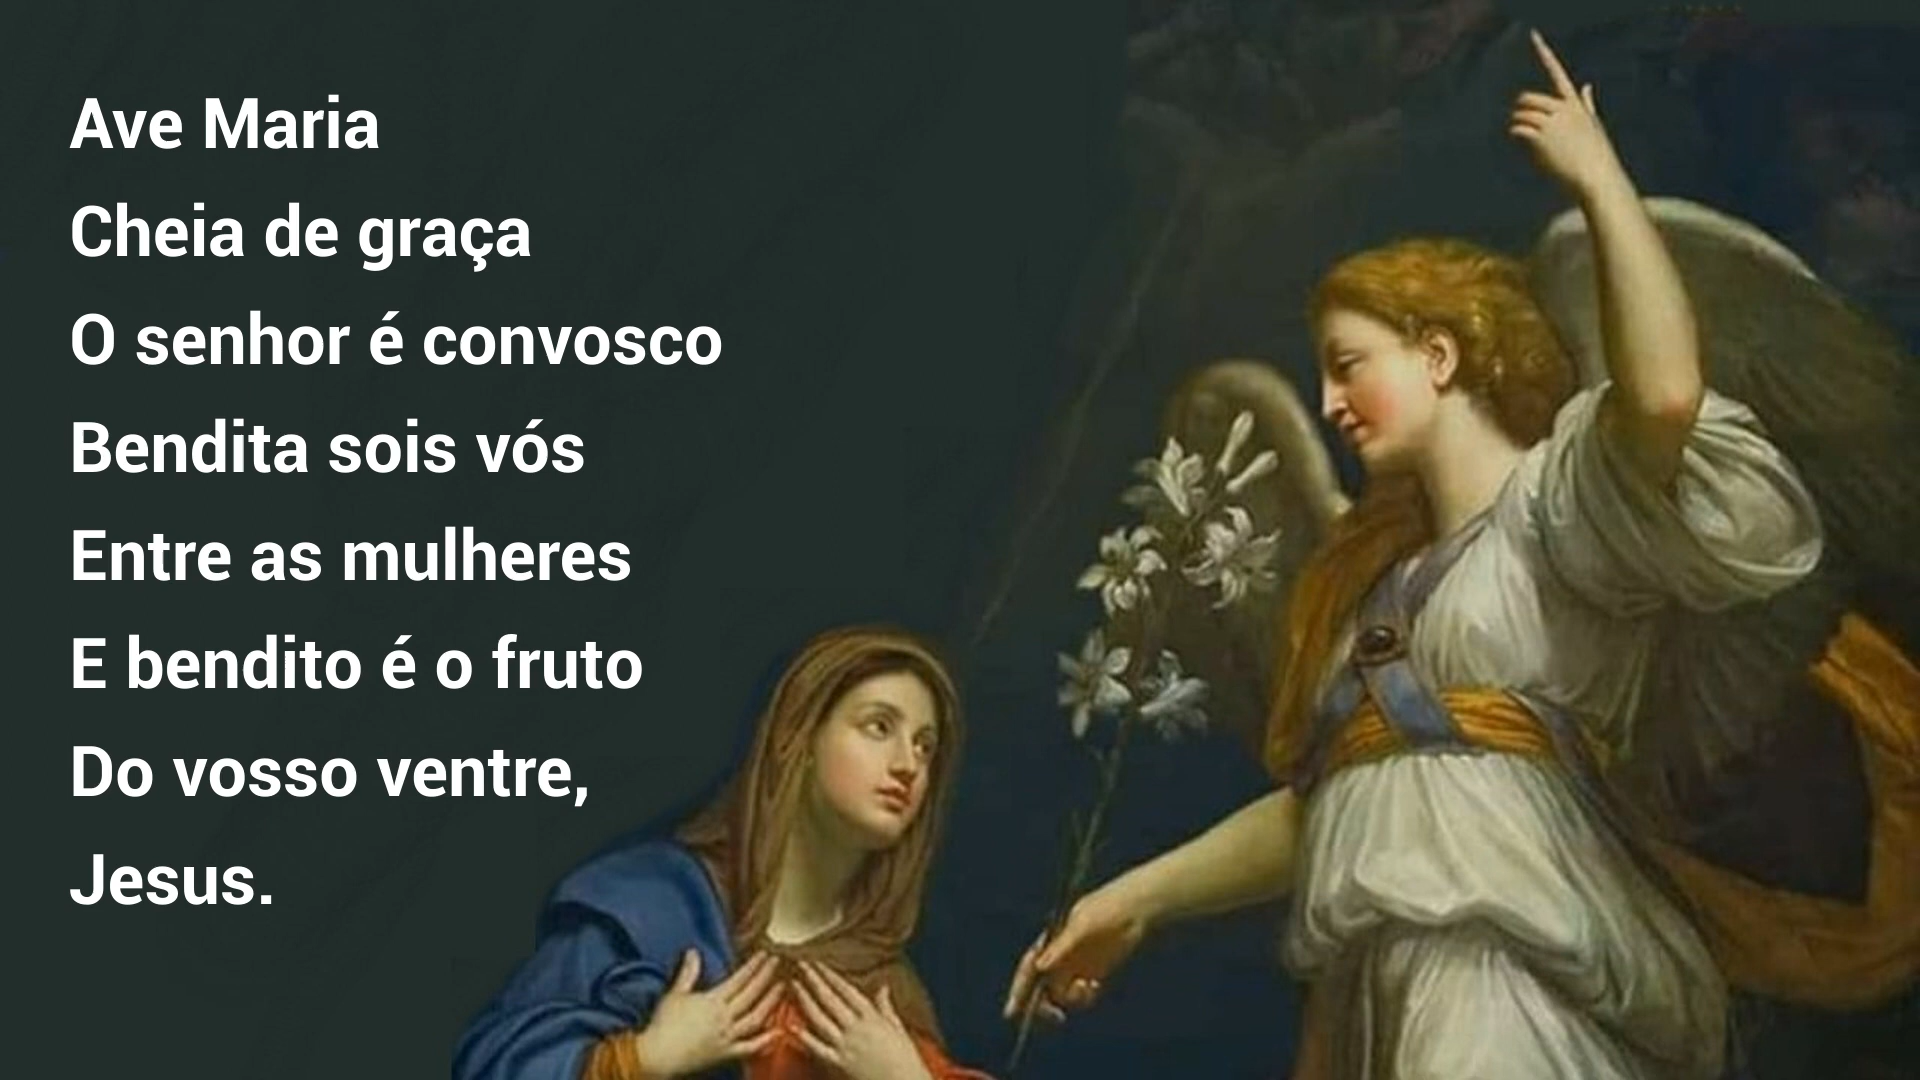 Ave Maria
Cheia de graça
O senhor é convosco
Bendita sois vós
Entre as mulheres
E bendito é o fruto
Do vosso ventre,
Jesus.